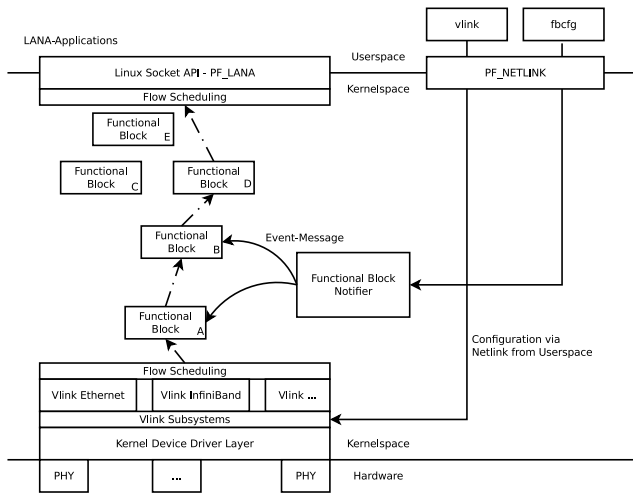 vlink
fbcfg
LANA-Applications
Userspace
Linux Socket API - PF_LANA
PF_NETLINK
Kernelspace
Flow Scheduling
Functional
Block
E
Functional
Block
C
Functional
Block
D
Functional
Block
B
Event-Message
Functional Block
Notifier
Functional
Block
A
Configuration via
Netlink from Userspace
Flow Scheduling
Vlink Ethernet
Vlink InfiniBand
Vlink ...
Vlink Subsystems
Kernel Device Driver Layer
Kernelspace
PHY
...
PHY
Hardware